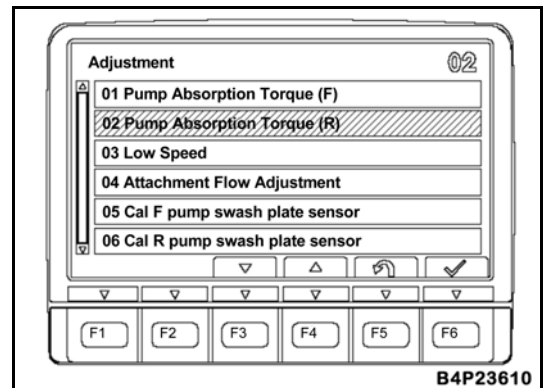 Adjustment 02
01 Pump Absorption Torque (F)
02 Pump Absorption Torque (R)
03 Low Speed
04 Attachment Flow Adjustment
05 Cal F pump swash plate sensor
06 Cal R pump swash plate sensor
F1 F2 F3 F4 F5 F6
B4P23610